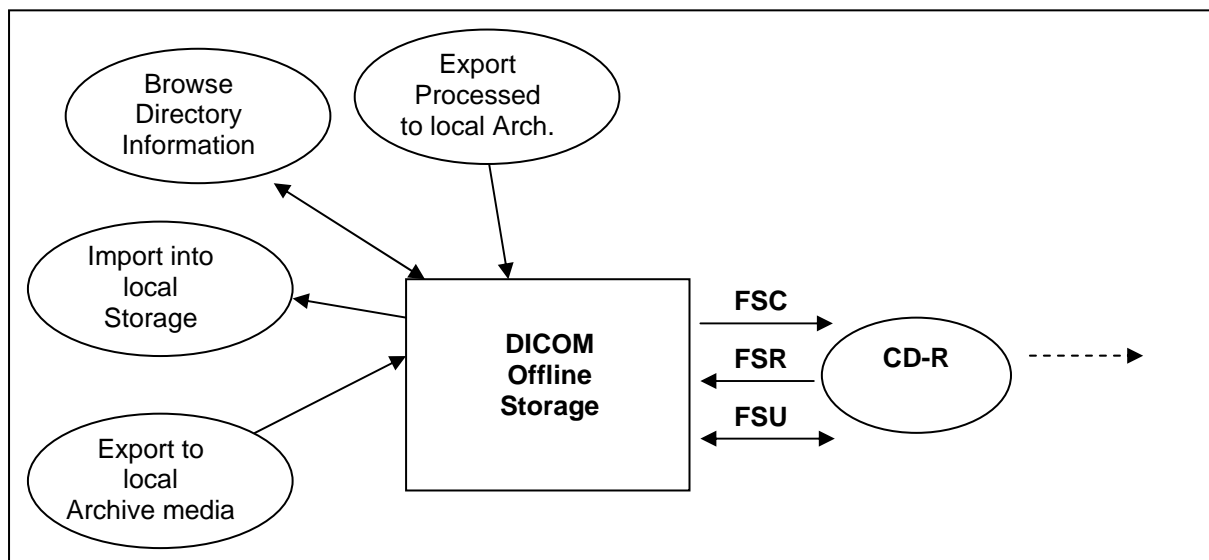 Browse
Directory
Information
Export
Processed
to local Arch.
Import into
local
Storage
Export to
local
Archive media
DICOM
Offline
Storage
FSC
FSR
FSU
CD-R